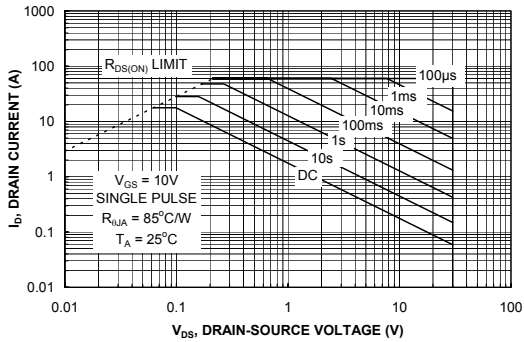 1000
100
10
1
0.1
0.01
I_D, DRAIN CURRENT (A)
R_DS(ON) LIMIT
100μs
1ms
10ms
100ms
1s
10s
DC
V_GS = 10V
SINGLE PULSE
R_θJA = 85°C/W
T_A = 25°C
0.01 0.1 1 10 100
V_DS, DRAIN-SOURCE VOLTAGE (V)